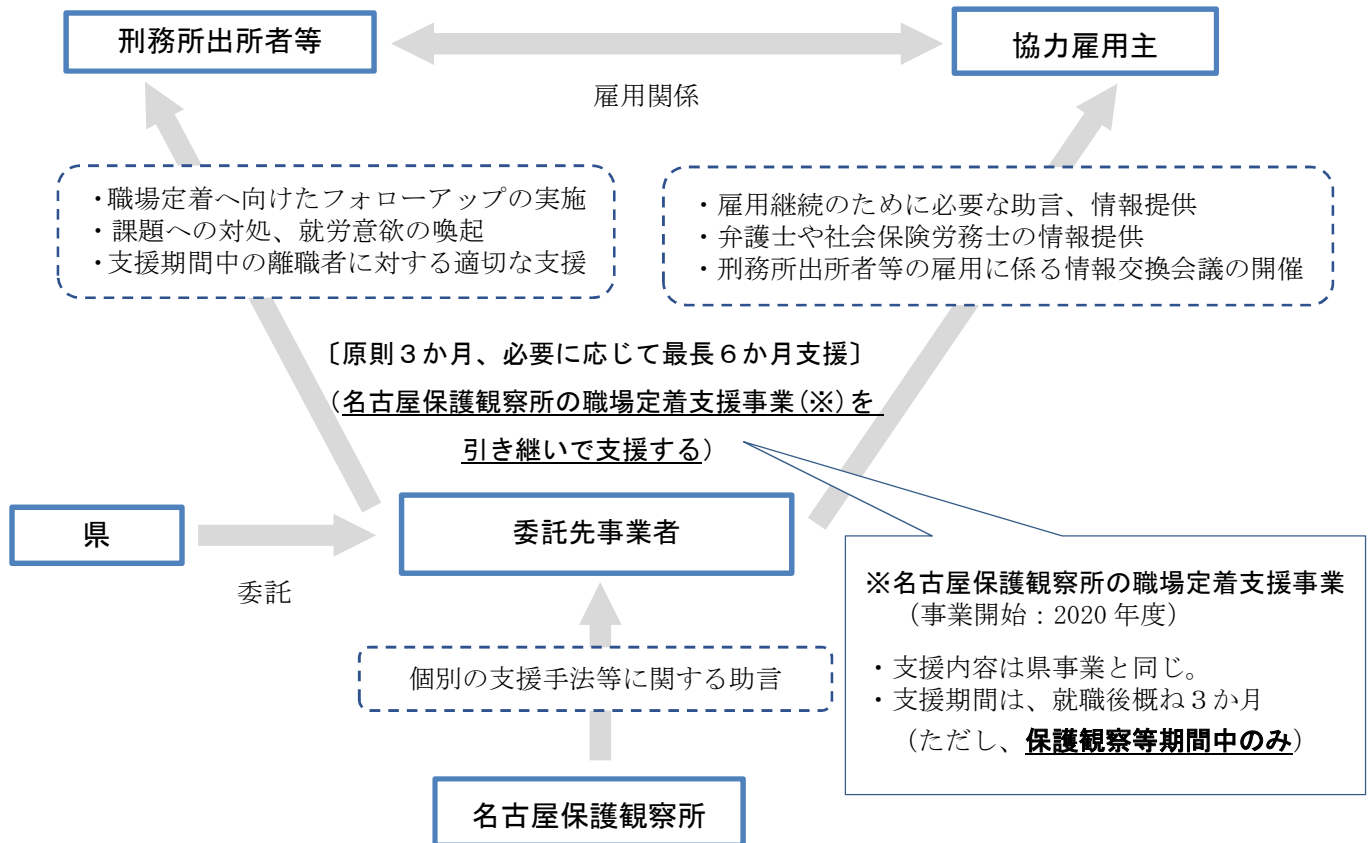 刑務所出所者等
協力雇用主
雇用関係
・職場定着へ向けたフォローアップの実施
・課題への対処、就労意欲の喚起
・支援期間中の離職者に対する適切な支援
・雇用継続のために必要な助言、情報提供
・弁護士や社会保険労務士の情報提供
・刑務所出所者等の雇用に係る情報交換会議の開催
〔原則３か月、必要に応じて最長６か月支援〕
（名古屋保護観察所の職場定着支援事業(※)を
引き継いで支援する）
県
委託
委託先事業者
※名古屋保護観察所の職場定着支援事業
（事業開始：2020 年度）
・支援内容は県事業と同じ。
・支援期間は、就職後概ね３か月
（ただし、保護観察等期間中のみ）
個別の支援手法等に関する助言
名古屋保護観察所